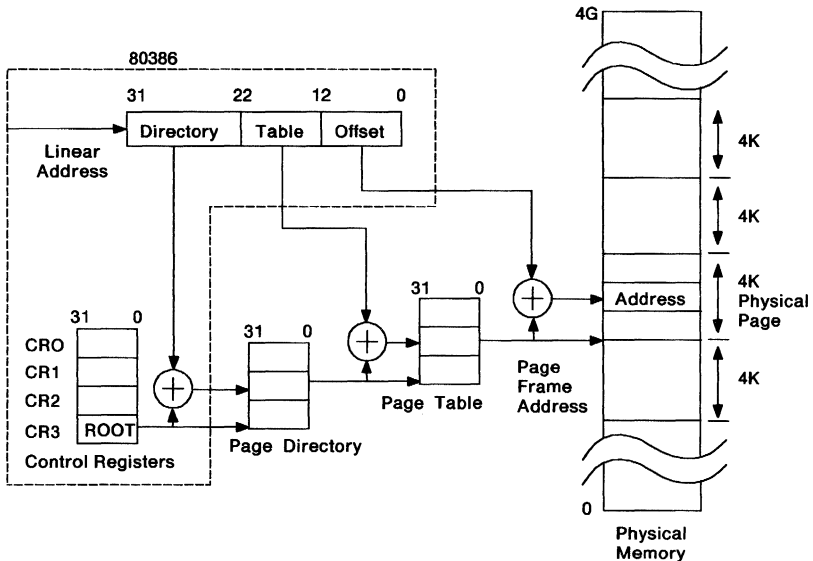 4G
80386
31 22 12 0
Directory Table Offset
Linear
Address
4K
4K
4K
Physical
Page
Address
31 0
31 0
31 0
CR0
CR1
CR2
CR3 ROOT
Control Registers
Page Directory
Page Table
Page
Frame
Address
4K
0
Physical
Memory